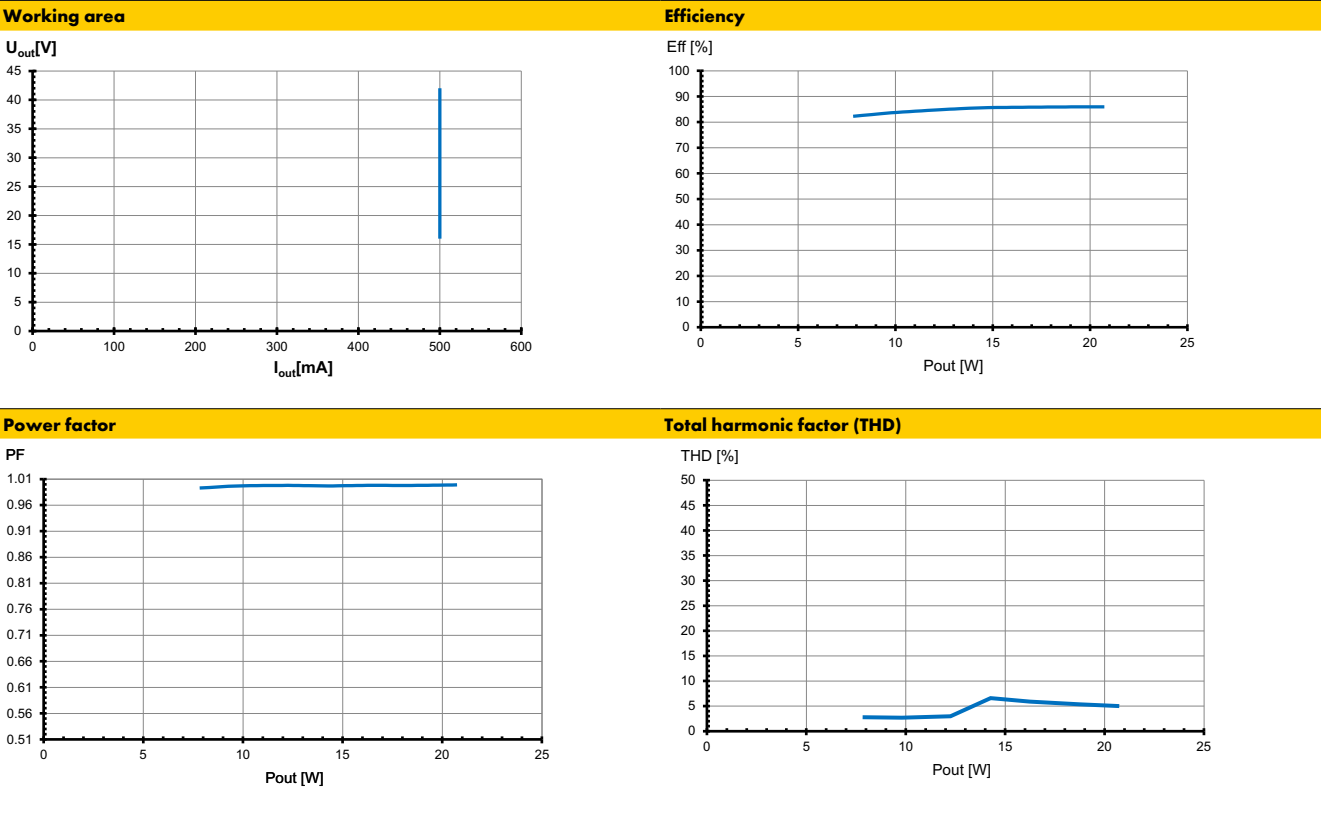 Working area
U_out[V]
45
40
35
30
25
20
15
10
5
0
0 100 200 300 400 500 600
I_out[mA]
Efficiency
Eff [%]
100
90
80
70
60
50
40
30
20
10
0
0 5 10 15 20 25
Pout [W]
Power factor
PF
1.01
0.96
0.91
0.86
0.81
0.76
0.71
0.66
0.61
0.56
0.51
0 5 10 15 20 25
Pout [W]
Total harmonic factor (THD)
THD [%]
50
45
40
35
30
25
20
15
10
5
0
0 5 10 15 20 25
Pout [W]